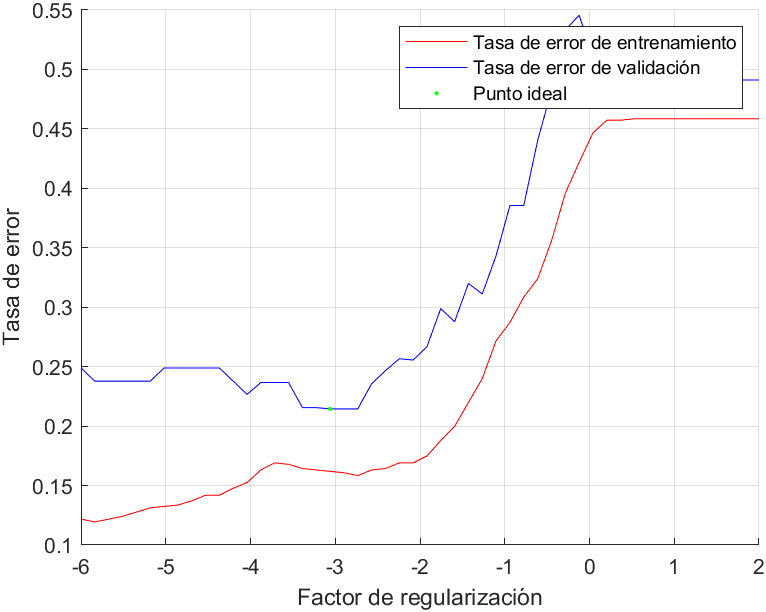 0.55
0.5
0.45
0.4
0.35
0.3
0.25
0.2
0.15
0.1
Tasa de error
Tasa de error de entrenamiento
Tasa de error de validación
Punto ideal
-6 -5 -4 -3 -2 -1 0 1 2
Factor de regularización